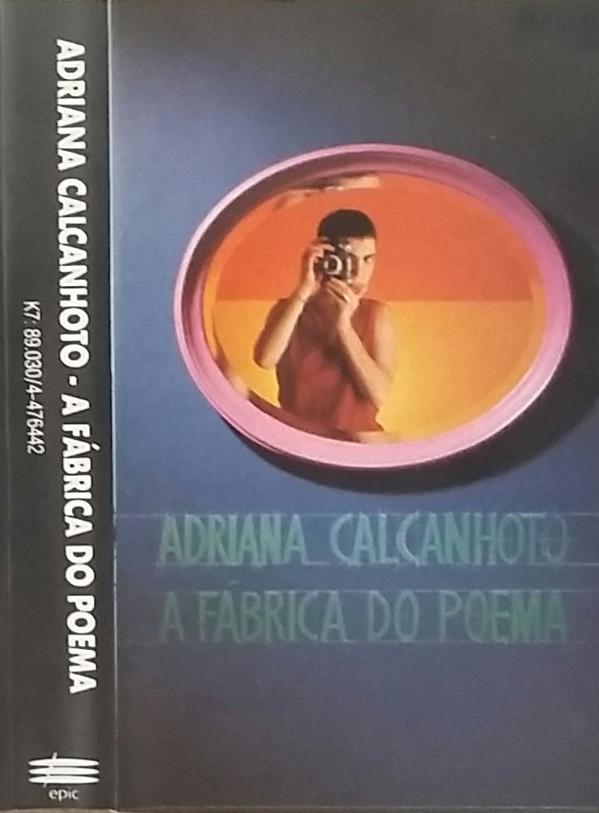 ADRIANA CALCANHOTO - A FÁBRICA DO POEMA
K7: 89.030/4-476442
epic
ADRIANA CALCANHOTO
A FÁBRICA DO POEMA